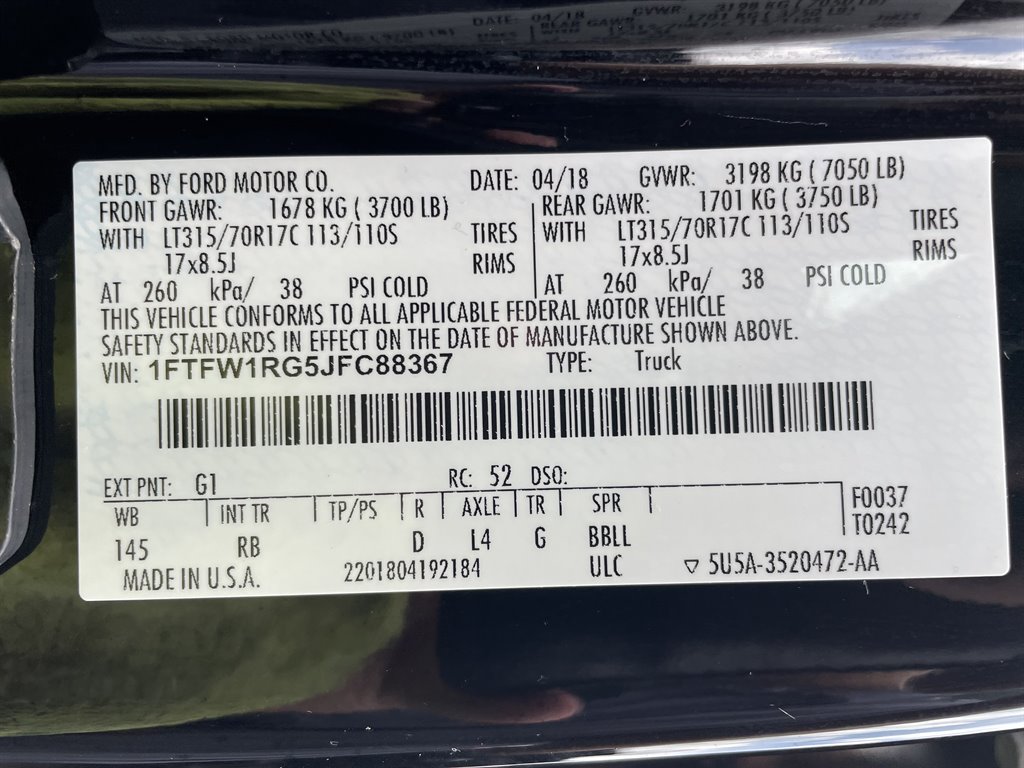 MFD. BY FORD MOTOR CO. DATE: 04/18 GVWR: 3198 KG ( 7050 LB)
FRONT GAWR: 1678 KG ( 3700 LB) REAR GAWR: 1701 KG ( 3750 LB)
WITH LT315/70R17C 113/110S TIRES WITH LT315/70R17C 113/110S TIRES
17x8.5J RIMS 17x8.5J RIMS
AT 260 kPa/ 38 PSI COLD AT 260 kPa/ 38 PSI COLD
THIS VEHICLE CONFORMS TO ALL APPLICABLE FEDERAL MOTOR VEHICLE
SAFETY STANDARDS IN EFFECT ON THE DATE OF MANUFACTURE SHOWN ABOVE.
VIN: 1FTFW1RG5JFC88367 TYPE: Truck
EXT PNT: G1 RC: 52 DSO:
WB INT TR TP/PS R AXLE TR SPR F0037
T0242
145 RB D L4 G BBLL
MADE IN U.S.A. 2201804192184 ULC ▽ 5U5A-3520472-AA